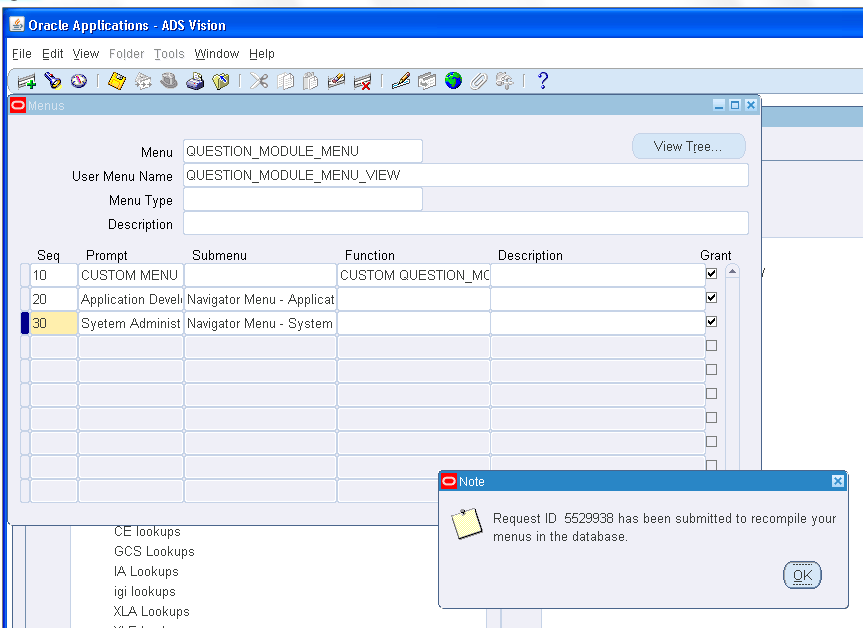 Oracle Applications - ADS Vision
File Edit View Folder Tools Window Help
Menus
Menu QUESTION_MODULE_MENU
View Tree...
User Menu Name QUESTION_MODULE_MENU_VIEW
Menu Type
Description
Seq Prompt Submenu Function Description Grant
10 CUSTOM MENU CUSTOM QUESTION_MC
20 Application Devel Navigator Menu - Applicat
30 Syetem Administ Navigator Menu - System
Note
Request ID 5529938 has been submitted to recompile your
menus in the database.
OK
CE lookups
GCS Lookups
IA Lookups
igi lookups
XLA Lookups